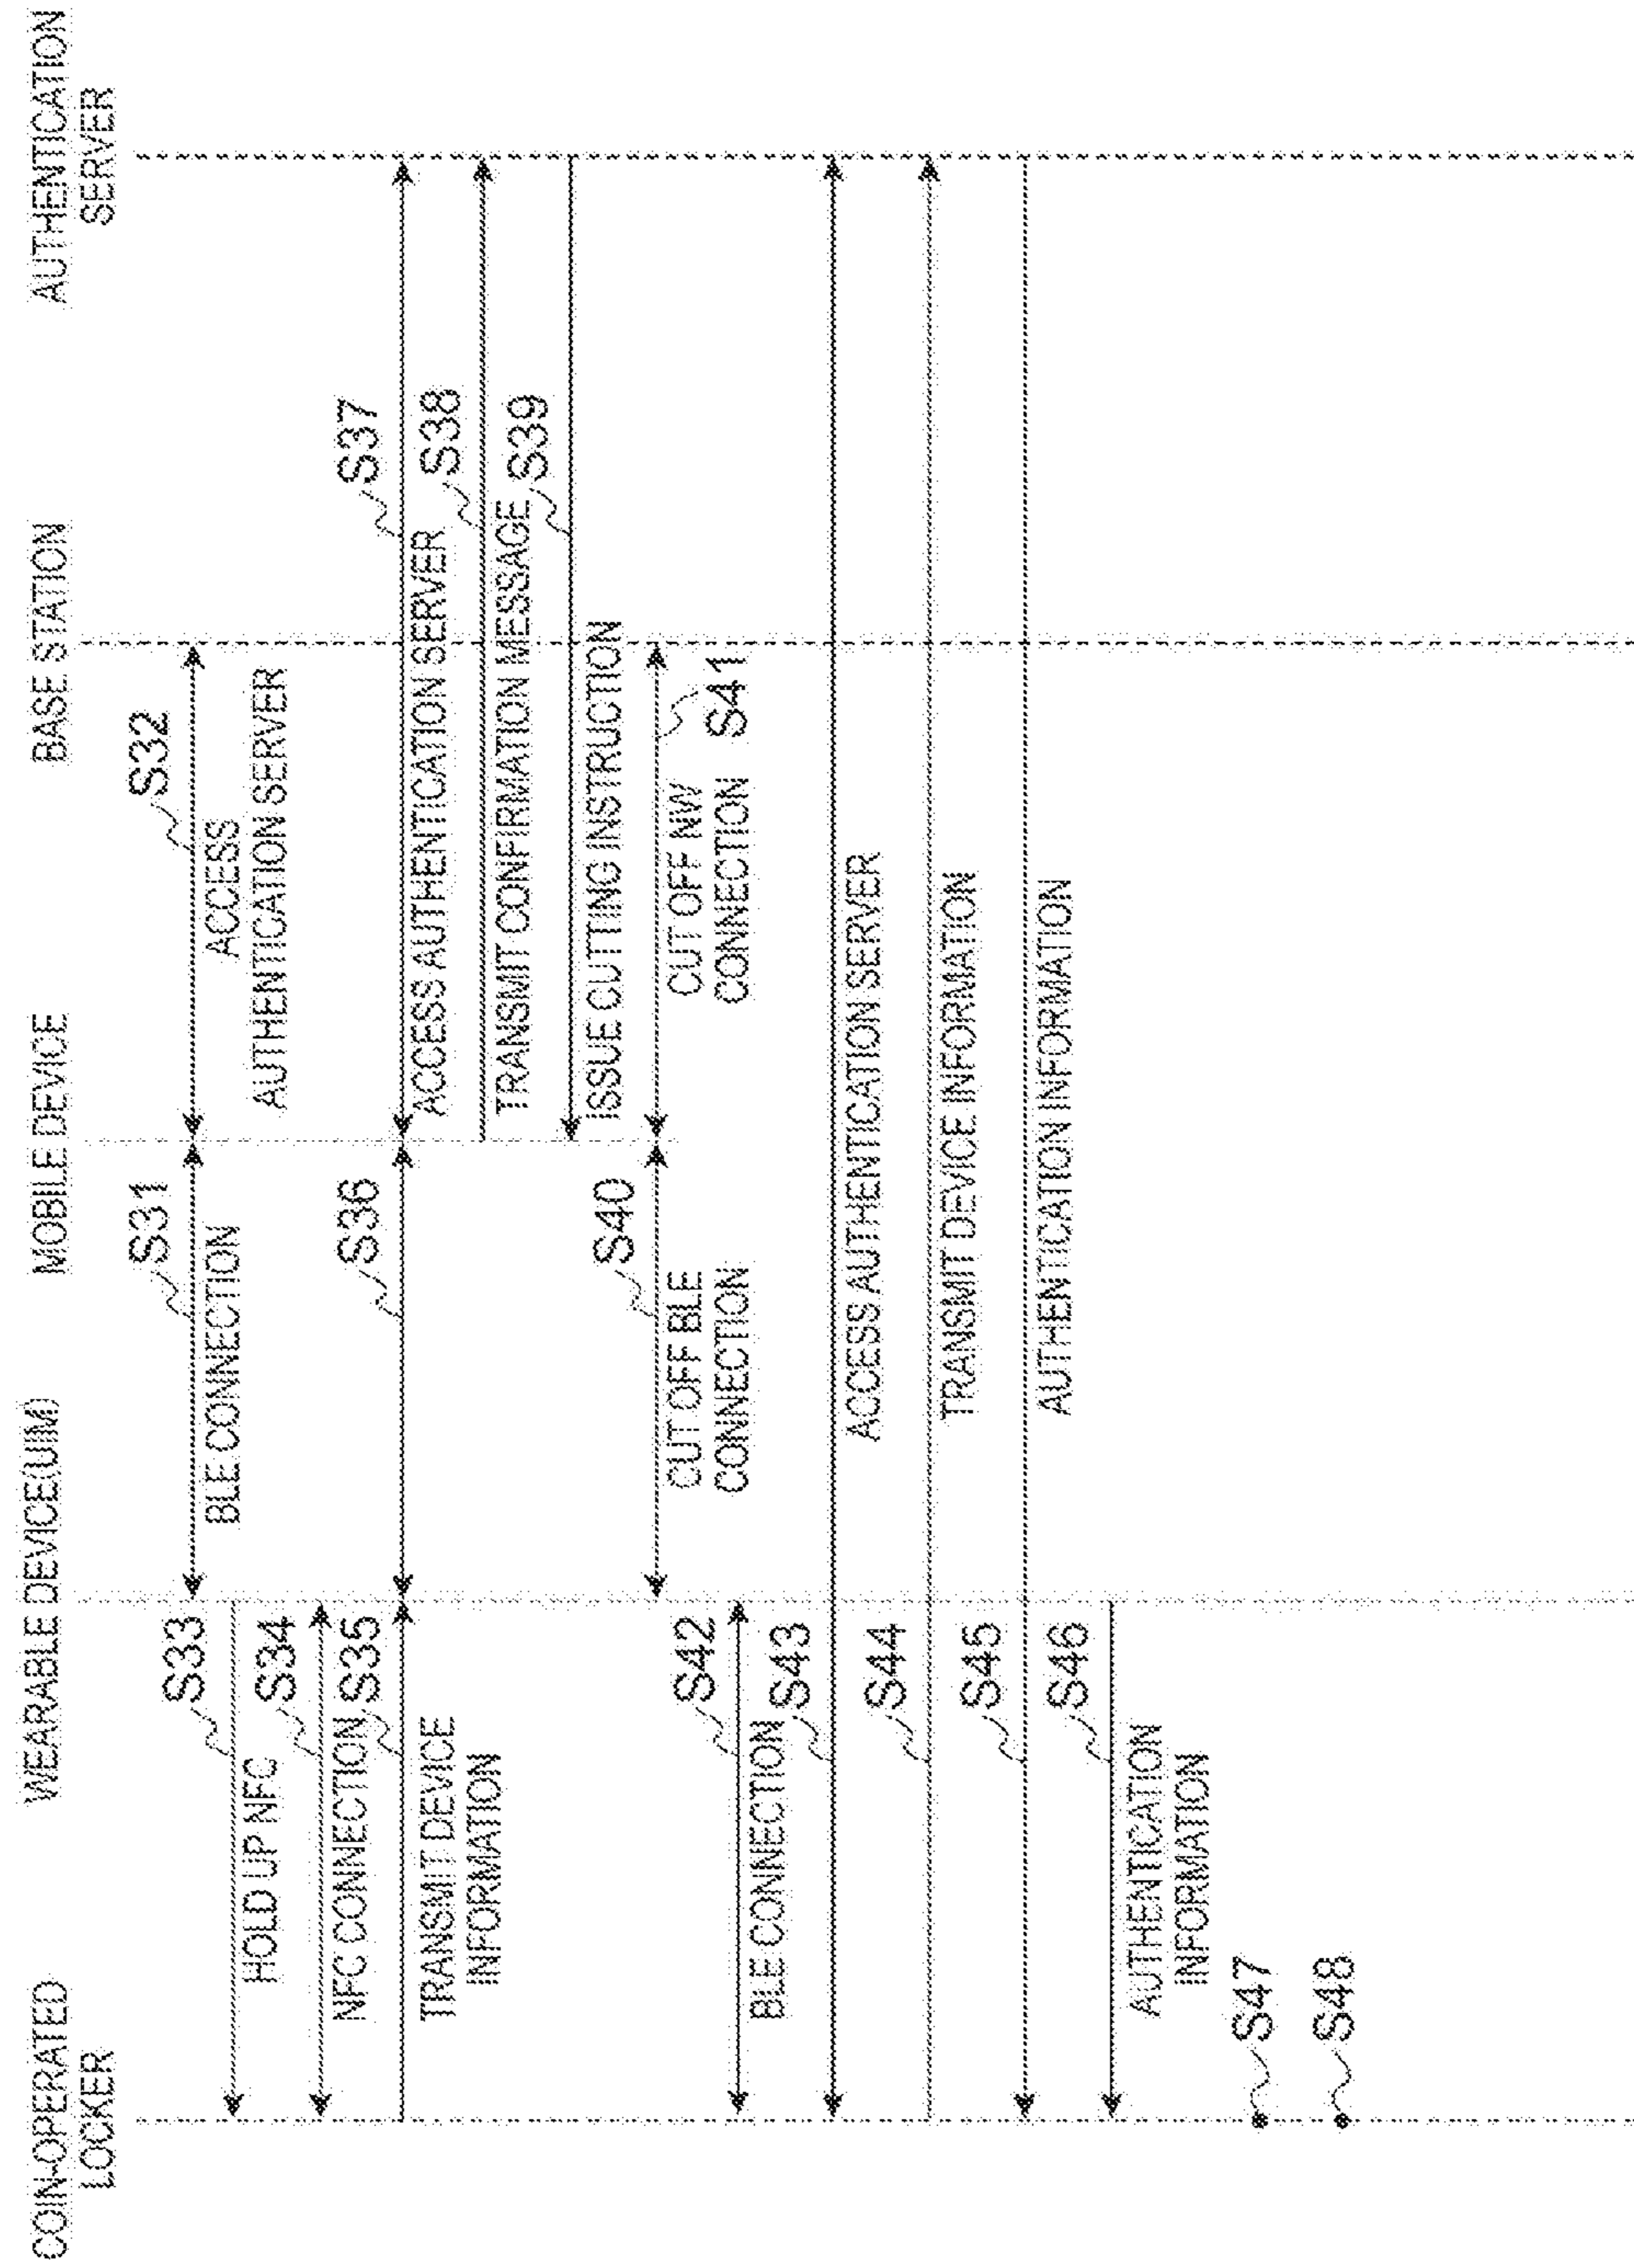 COIN-OPERATED
LOCKER
WEARABLE DEVICE(UIM)
MOBILE DEVICE
BASE STATION
AUTHENTICATION
SERVER
S31
BLE CONNECTION
S32
ACCESS
AUTHENTICATION SERVER
S33
HOLD UP NFC
S34
NFC CONNECTION
S35
TRANSMIT DEVICE
INFORMATION
S36
S37
ACCESS AUTHENTICATION SERVER
S38
TRANSMIT CONFIRMATION MESSAGE
S39
ISSUE CUTTING INSTRUCTION
S40
CUT OFF BLE
CONNECTION
CUT OFF NW
CONNECTION
S41
S42
BLE CONNECTION
S43
ACCESS AUTHENTICATION SERVER
S44
TRANSMIT DEVICE INFORMATION
S45
AUTHENTICATION INFORMATION
S46
AUTHENTICATION
INFORMATION
S47
S48